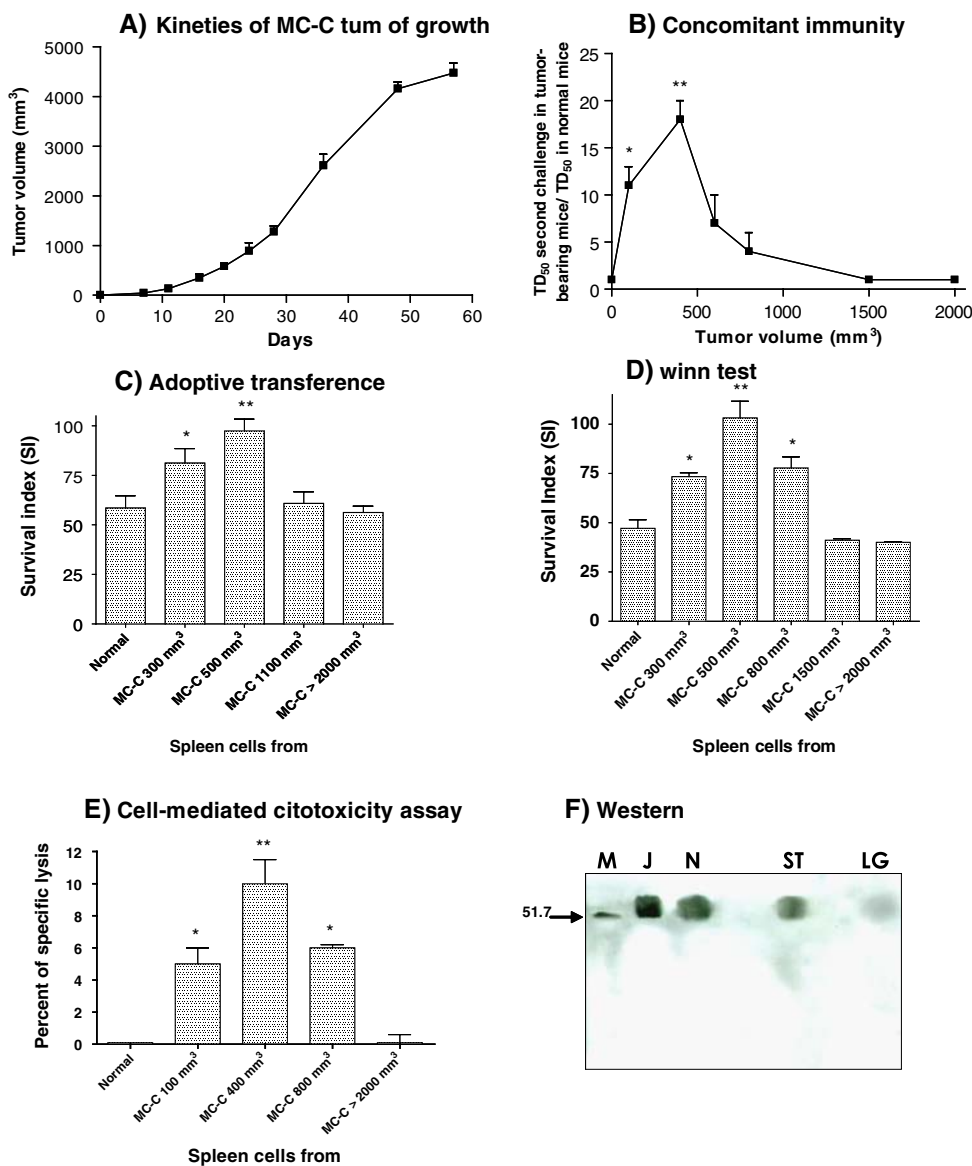 A) Kineties of MC-C tum of growth
5000
4000
3000
2000
1000
0
Tumor volume (mm³)
0 10 20 30 40 50 60
Days
B) Concomitant immunity
25
20
15
10
5
0
TD₅₀ second challenge in tumor-
bearing mice/ TD₅₀ in normal mice
*
**
0 500 1000 1500 2000
Tumor volume (mm³)
C) Adoptive transference
100
75
50
25
0
Survival index (SI)
*
**
Normal
MC-C 300 mm³
MC-C 500 mm³
MC-C 1100 mm³
MC-C > 2000 mm³
Spleen cells from
D) winn test
100
75
50
25
0
Survival Index (SI)
*
**
*
Normal
MC-C 300 mm³
MC-C 500 mm³
MC-C 800 mm³
MC-C 1500 mm³
MC-C > 2000 mm³
Spleen cells from
E) Cell-mediated citotoxicity assay
12
10
8
6
4
2
0
Percent of specific lysis
*
**
*
Normal
MC-C 100 mm³
MC-C 400 mm³
MC-C 800 mm³
MC-C > 2000 mm³
Spleen cells from
F) Western
M J N ST LG
51.7